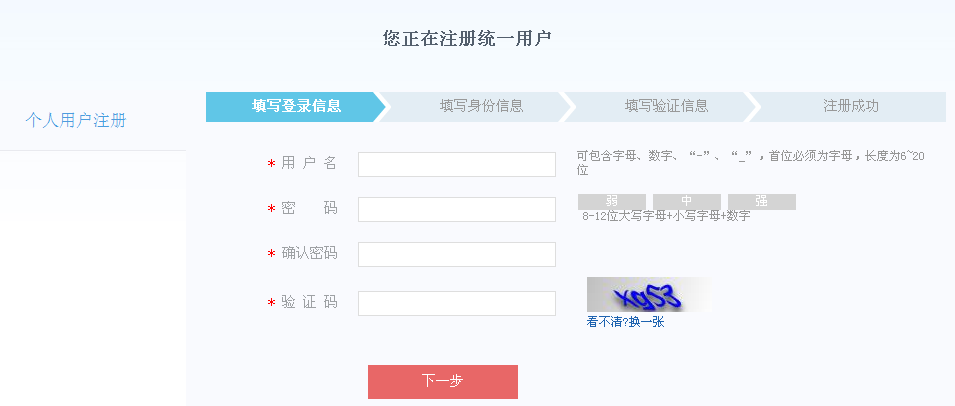 您正在注册统一用户
填写登录信息 填写身份信息 填写验证信息 注册成功
个人用户注册
* 用 户 名 可包含字母、数字、“-”、“_”，首位必须为字母，长度为6~20
位
* 密 码 弱 中 强
8-12位大写字母+小写字母+数字
* 确认密码
* 验 证 码 xg53
看不清?换一张
下一步